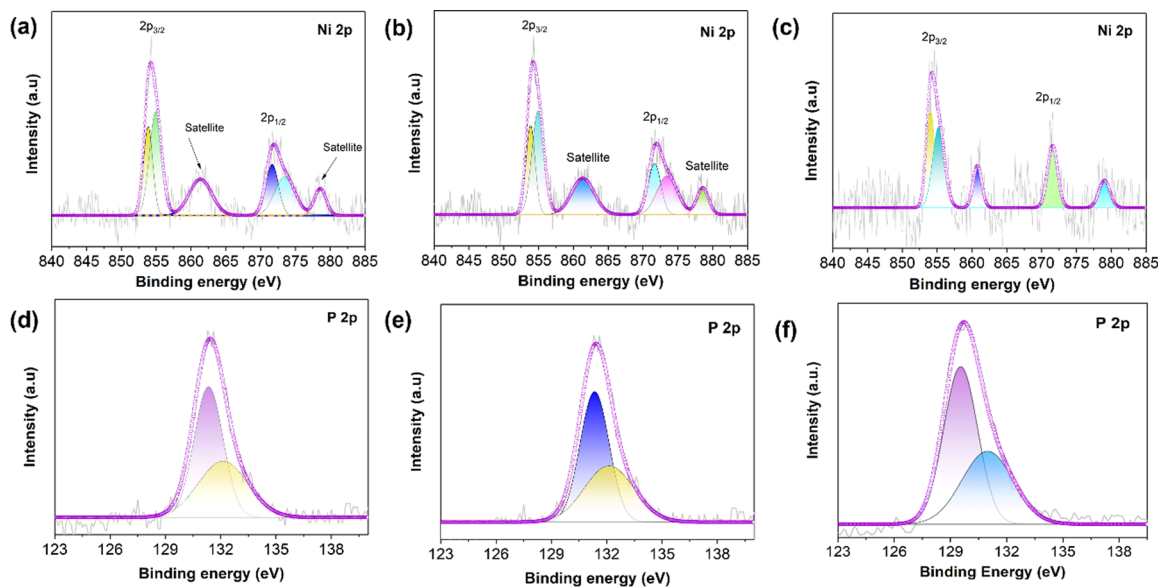 (a)
Ni 2p
2p3/2
Satellite
2p1/2
Satellite
Intensity (a.u)
840 845 850 855 860 865 870 875 880 885
Binding energy (eV)
(b)
Ni 2p
2p3/2
Satellite
2p1/2
Satellite
Intensity (a.u)
840 845 850 855 860 865 870 875 880 885
Binding energy (eV)
(c)
Ni 2p
2p3/2
2p1/2
Intensity (a.u)
840 845 850 855 860 865 870 875 880 885
Binding energy (eV)
(d)
P 2p
Intensity (a.u)
123 126 129 132 135 138
Binding energy (eV)
(e)
P 2p
Intensity (a.u)
123 126 129 132 135 138
Binding energy (eV)
(f)
P 2p
Intensity (a.u.)
123 126 129 132 135 138
Binding Energy (eV)